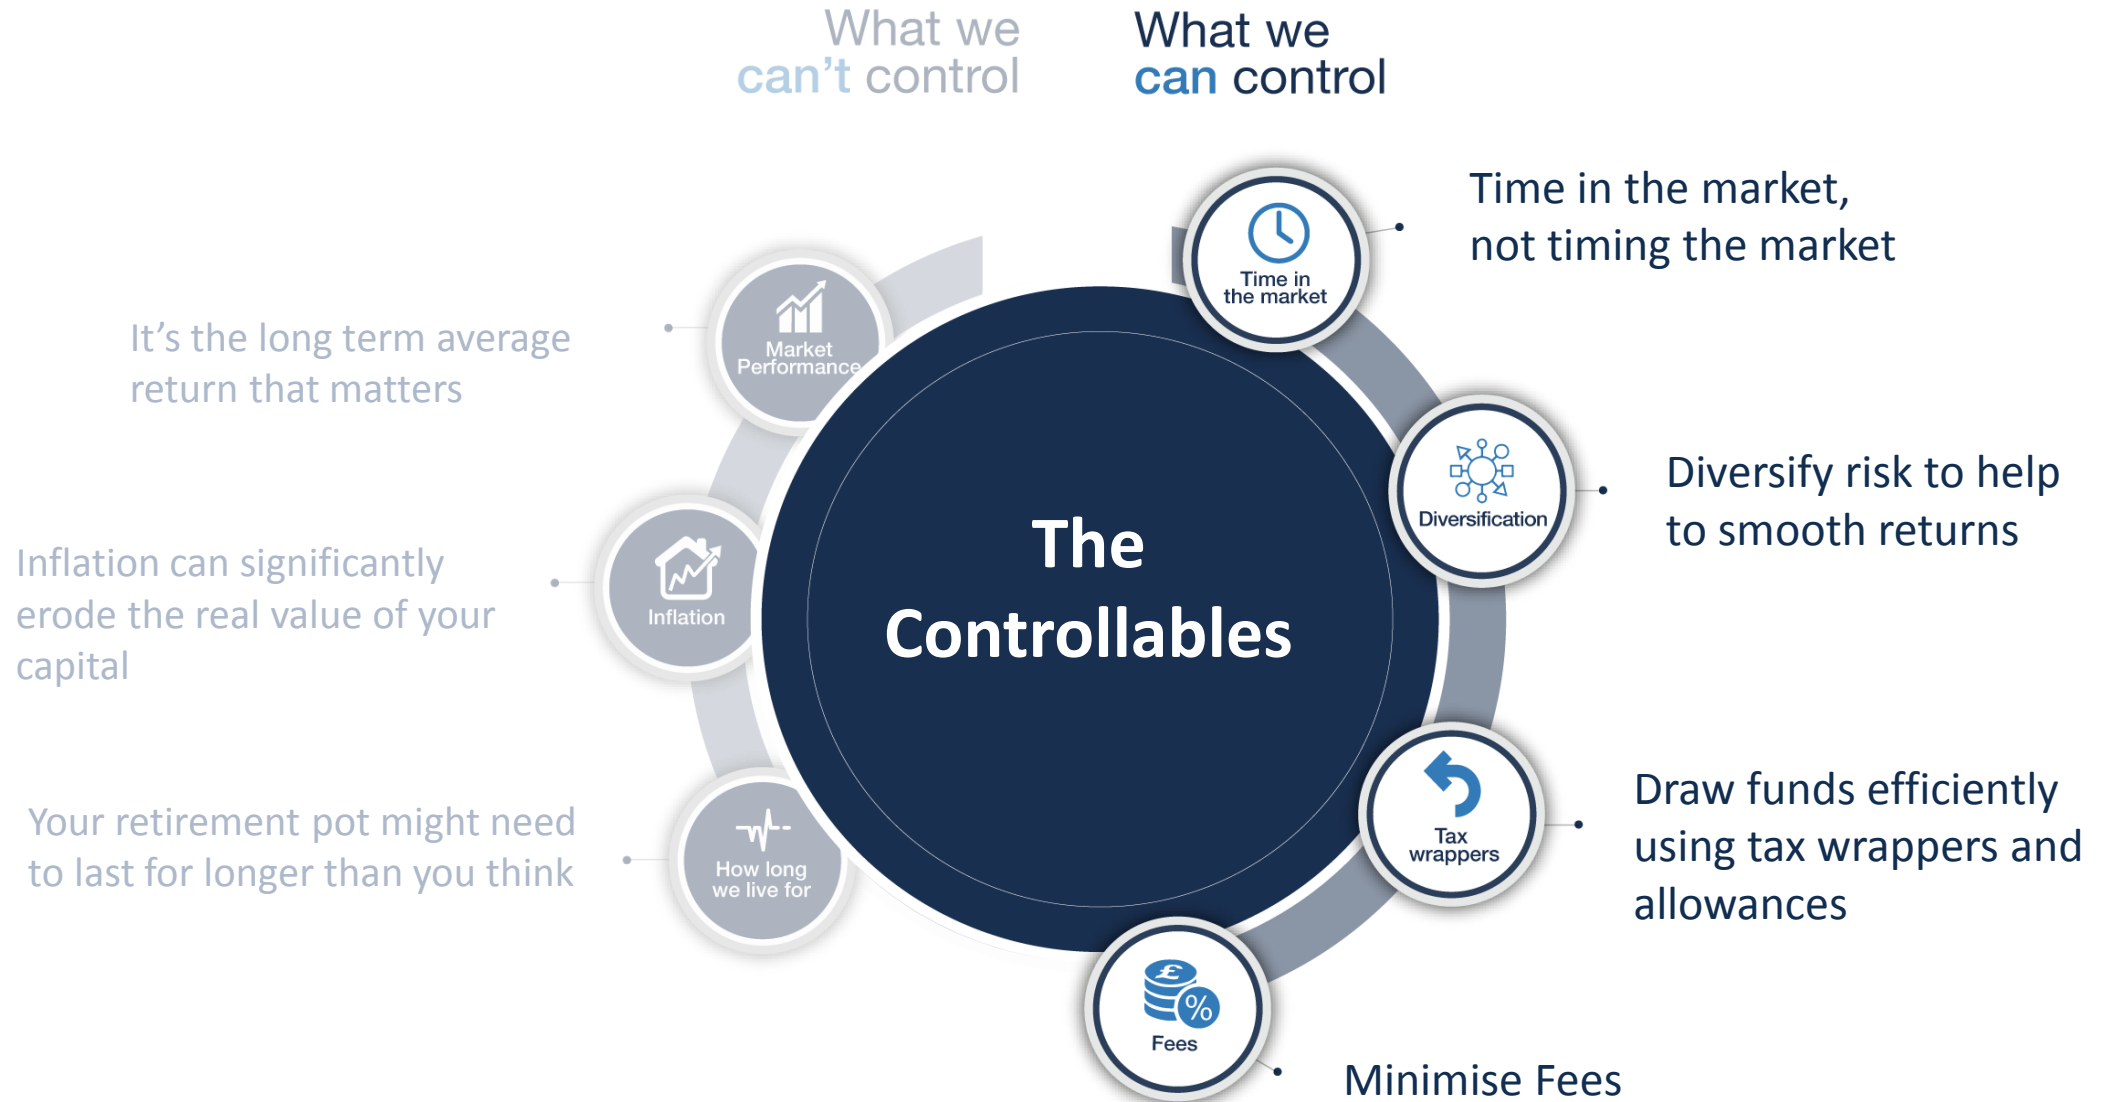 What we
can't control
What we
can control
Market
Performance
It’s the long term average
return that matters
Inflation
Inflation can significantly
erode the real value of your
capital
How long
we live for
Your retirement pot might need
to last for longer than you think
The
Controllables
Time in
the market
Time in the market,
not timing the market
Diversification
Diversify risk to help
to smooth returns
Tax
wrappers
Draw funds efficiently
using tax wrappers and
allowances
£
%
Fees
Minimise Fees